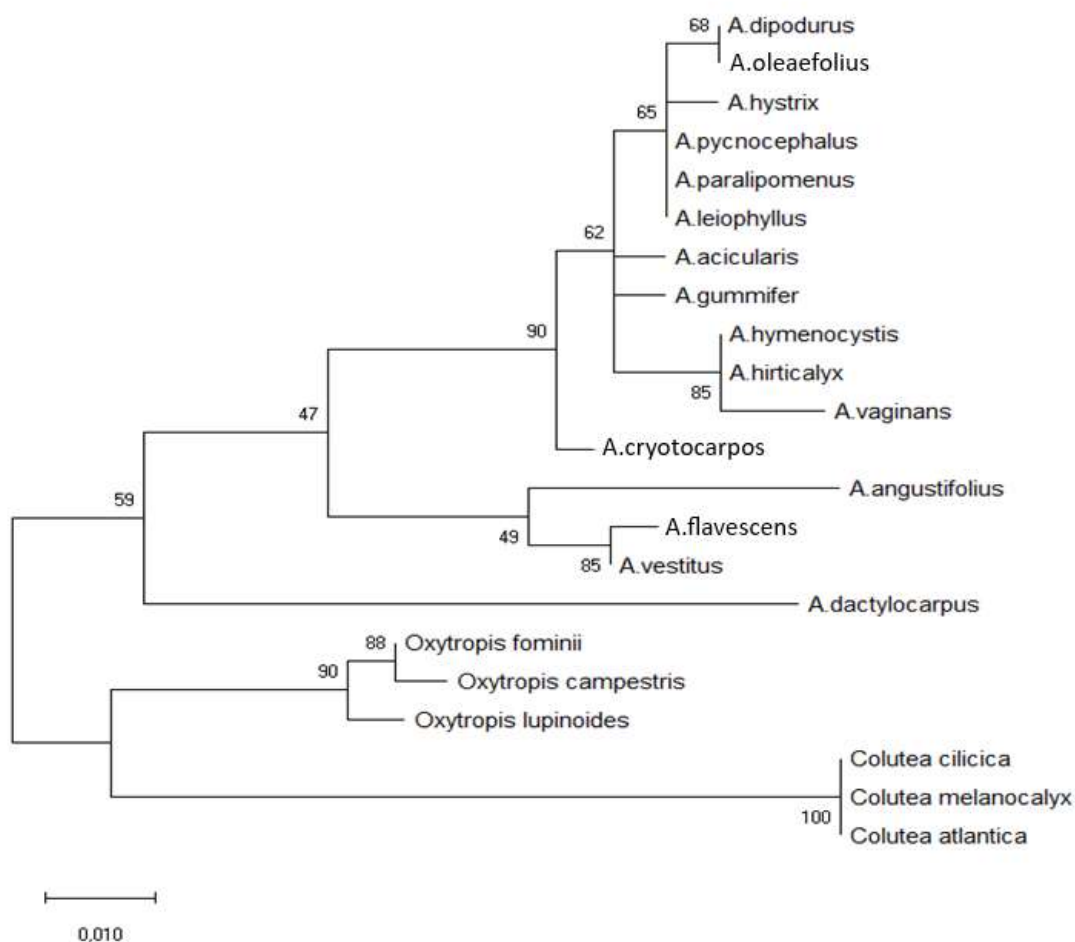 68
A.dipodurus
A.oleaefolius
A.hystrix
65
A.pycnocephalus
A.paralipomenus
A.leiophyllus
62
A.acicularis
A.gummifer
90
A.hymenocystis
A.hirticalyx
85
A.vaginans
47
A.cryotocarpos
59
A.angustifolius
49
A.flavescens
85
A.vestitus
A.dactylocarpus
88
Oxytropis fominii
90
Oxytropis campestris
Oxytropis lupinoides
Colutea cilicica
Colutea melanocalyx
100
Colutea atlantica
0,010